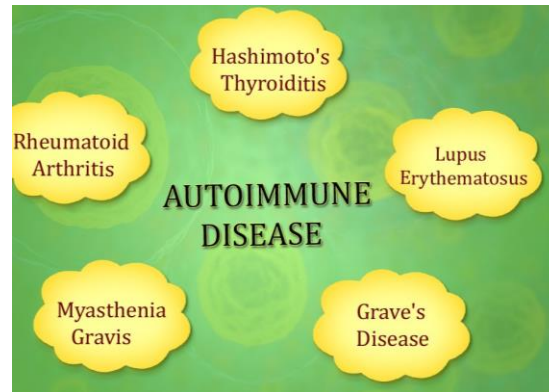 Hashimoto's
Thyroiditis
Rheumatoid
Arthritis
Lupus
Erythematosus
AUTOIMMUNE
DISEASE
Myasthenia
Gravis
Grave's
Disease